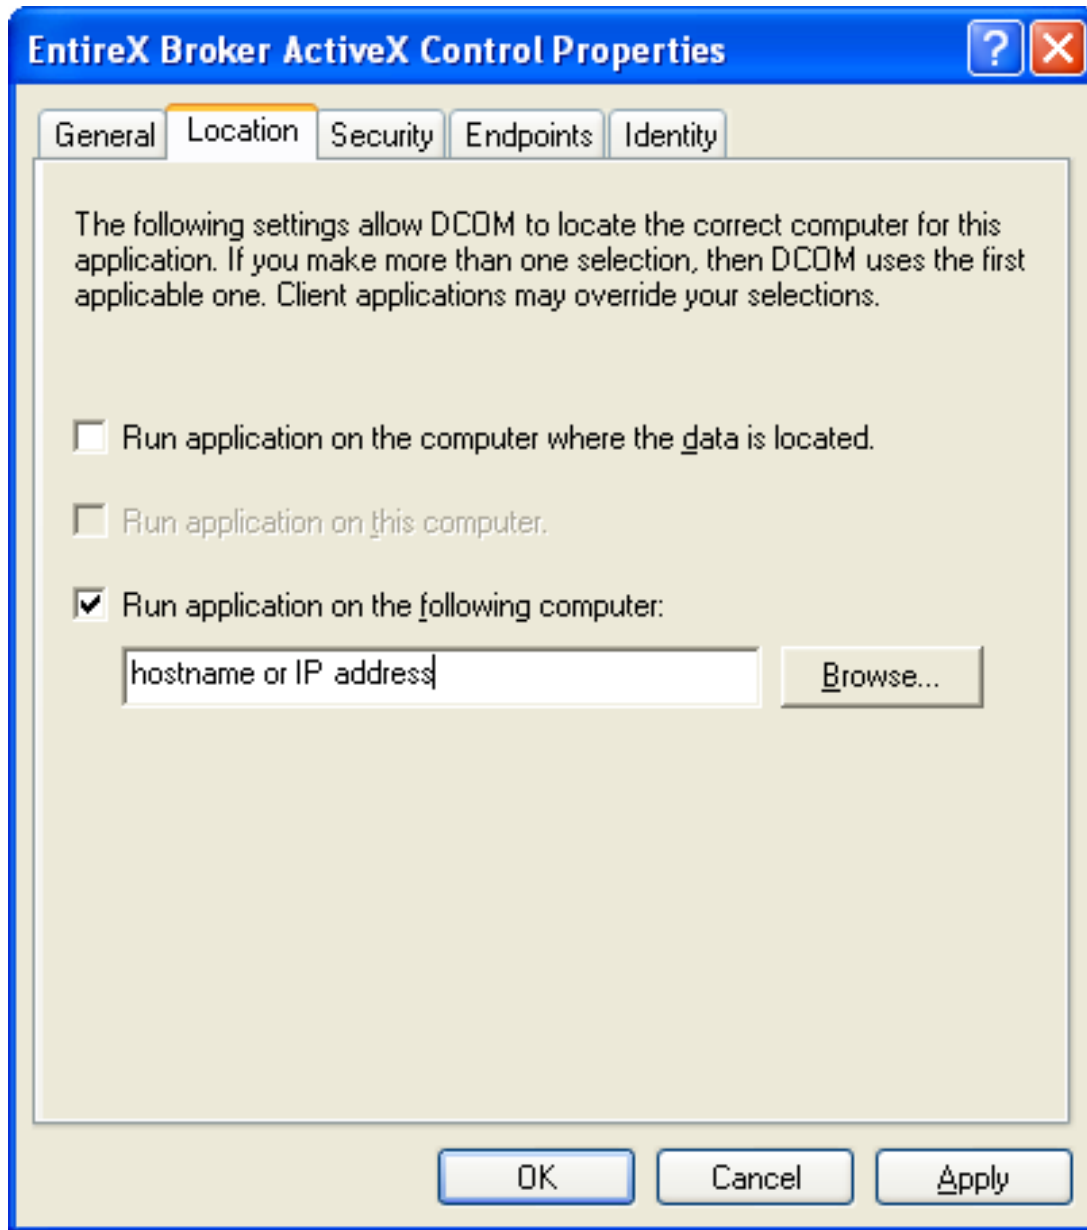 EntireX Broker ActiveX Control Properties
General Location Security Endpoints Identity
The following settings allow DCOM to locate the correct computer for this
application. If you make more than one selection, then DCOM uses the first
applicable one. Client applications may override your selections.
Run application on the computer where the data is located.
Run application on this computer.
Run application on the following computer:
hostname or IP address
Browse...
OK Cancel Apply